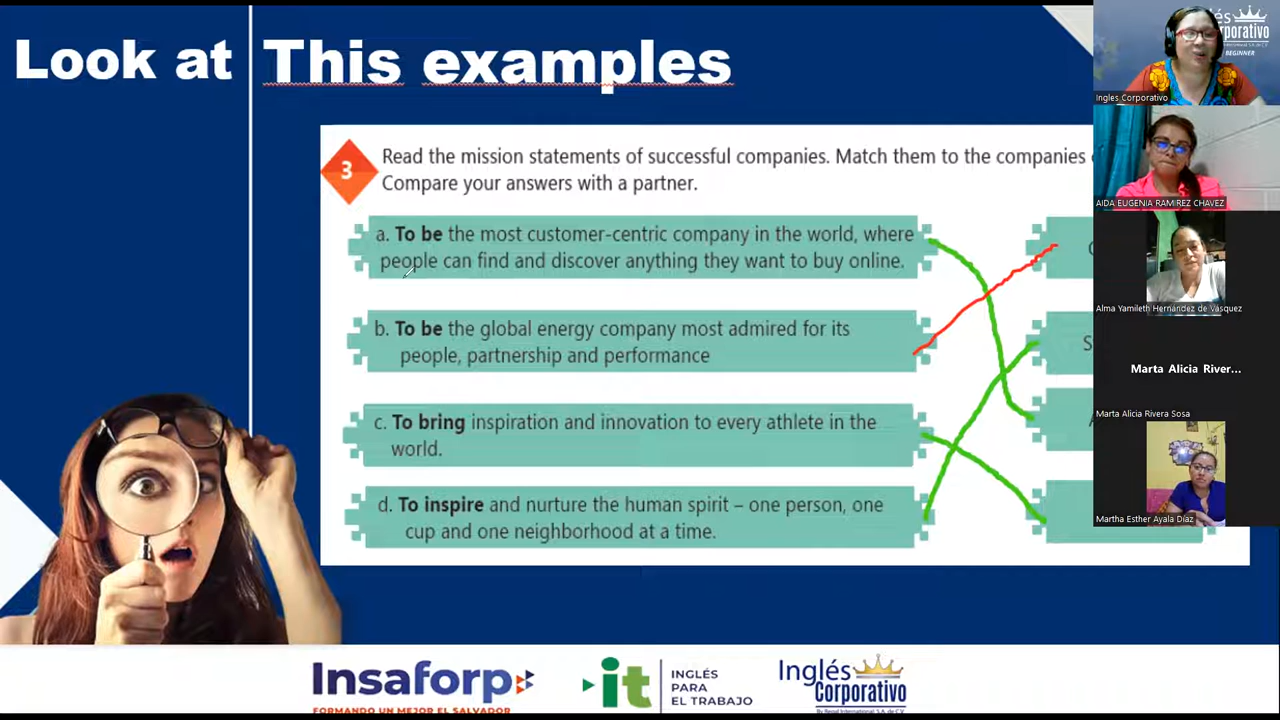 Look at
This examples
3
Read the mission statements of successful companies. Match them to the companies
Compare your answers with a partner.
a. To be the most customer-centric company in the world, where
people can find and discover anything they want to buy online.
b. To be the global energy company most admired for its
people, partnership and performance
c. To bring inspiration and innovation to every athlete in the
world.
d. To inspire and nurture the human spirit – one person, one
cup and one neighborhood at a time.
S
Insaforp
FORMANDO UN MEJOR EL SALVADOR
it
INGLÉS
PARA
EL TRABAJO
Inglés
Corporativo
By Regal International, S.A. de C.V
BEGINNER
Ingles Corporativo
AIDA EUGENIA RAMIREZ CHAVEZ
Alma Yamileth Hernandez de Vásquez
Marta Alicia River...
Marta Alicia Rivera Sosa
Martha Esther Ayala Díaz